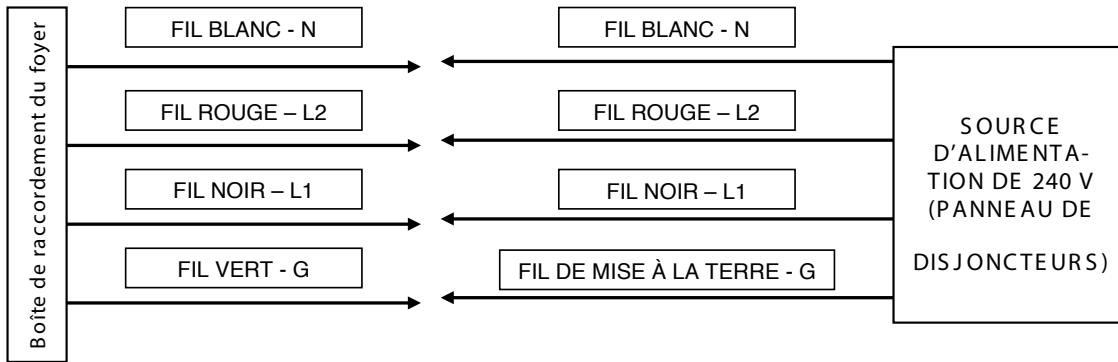 Boîte de raccordement du foyer
FIL BLANC - N
FIL BLANC - N
FIL ROUGE – L2
FIL ROUGE – L2
FIL NOIR – L1
FIL NOIR – L1
FIL VERT - G
FIL DE MISE À LA TERRE - G
SOURCE
D'ALIMENTA-
TION DE 240 V
(PANNEAU DE
DISJONCTEURS)